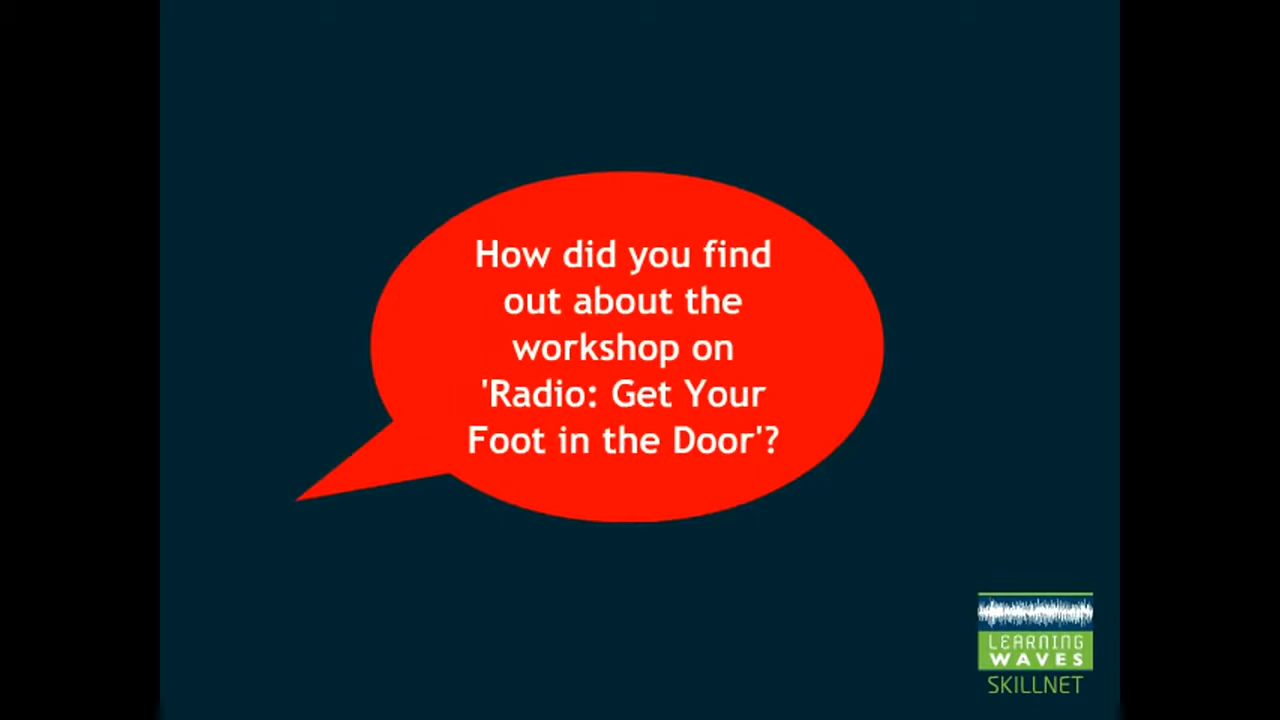 How did you find
out about the
workshop on
'Radio: Get Your
Foot in the Door'?
LEARNING
WAVES
SKILLNET